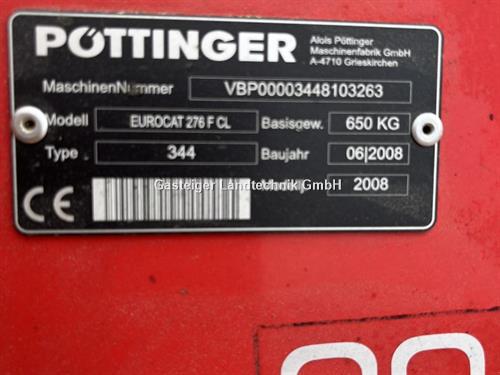 PÖTTINGER
Alois Pöttinger
Maschinenfabrik GmbH
A-4710 Grieskirchen
MaschinenNummer VBP00003448103263
Modell EUROCAT 276 F CL Basisgew. 650 KG
Type 344 Baujahr 06|2008
2008
CE
Gasteiger Landtechnik GmbH